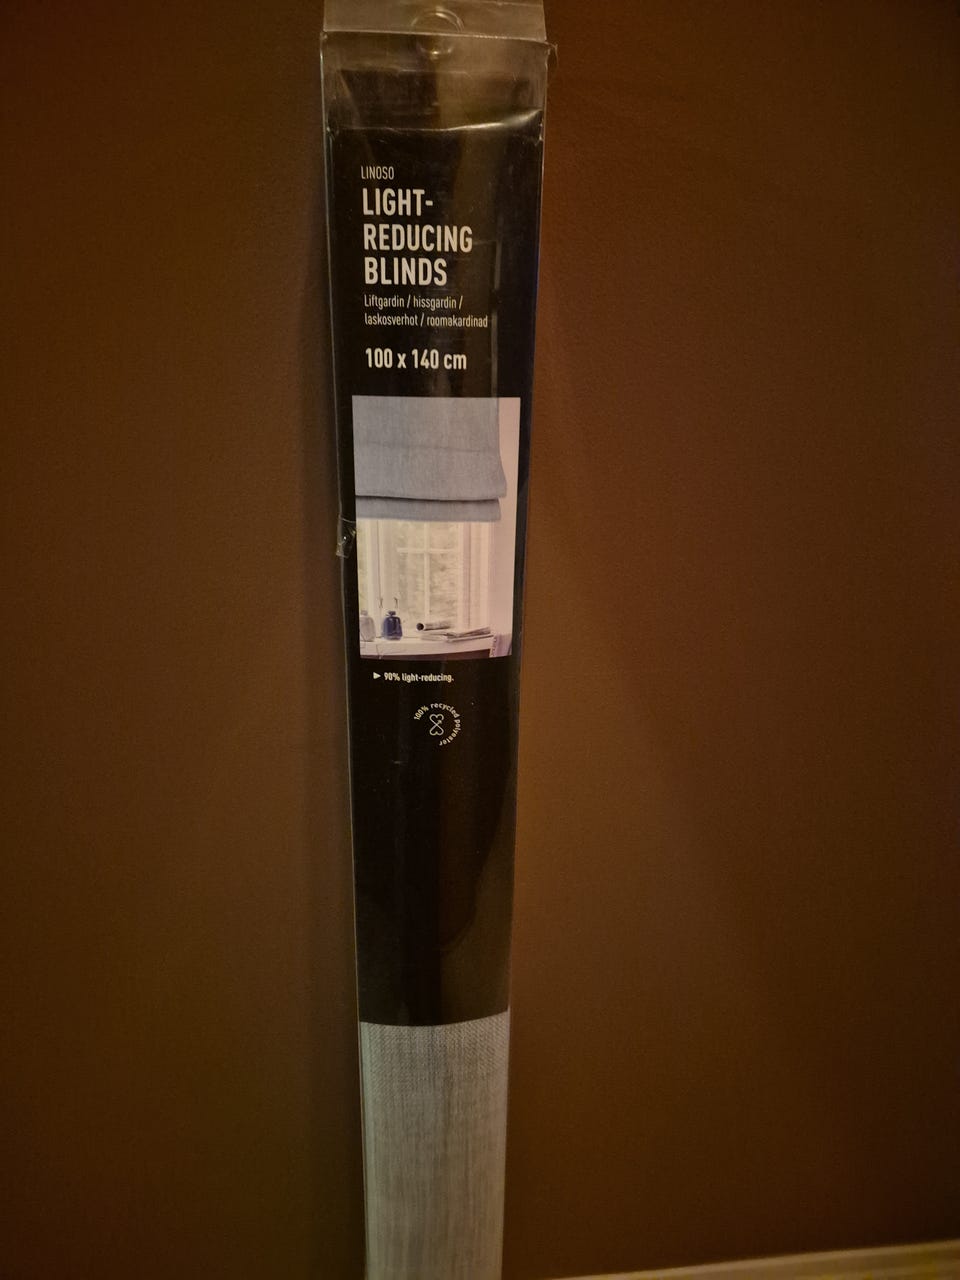 LINOSO
LIGHT-
REDUCING
BLINDS
Liftgardin / hissgardin /
laskosverhot / roomakardinad
100 x 140 cm
► 90% light-reducing.
100% recycled polyester